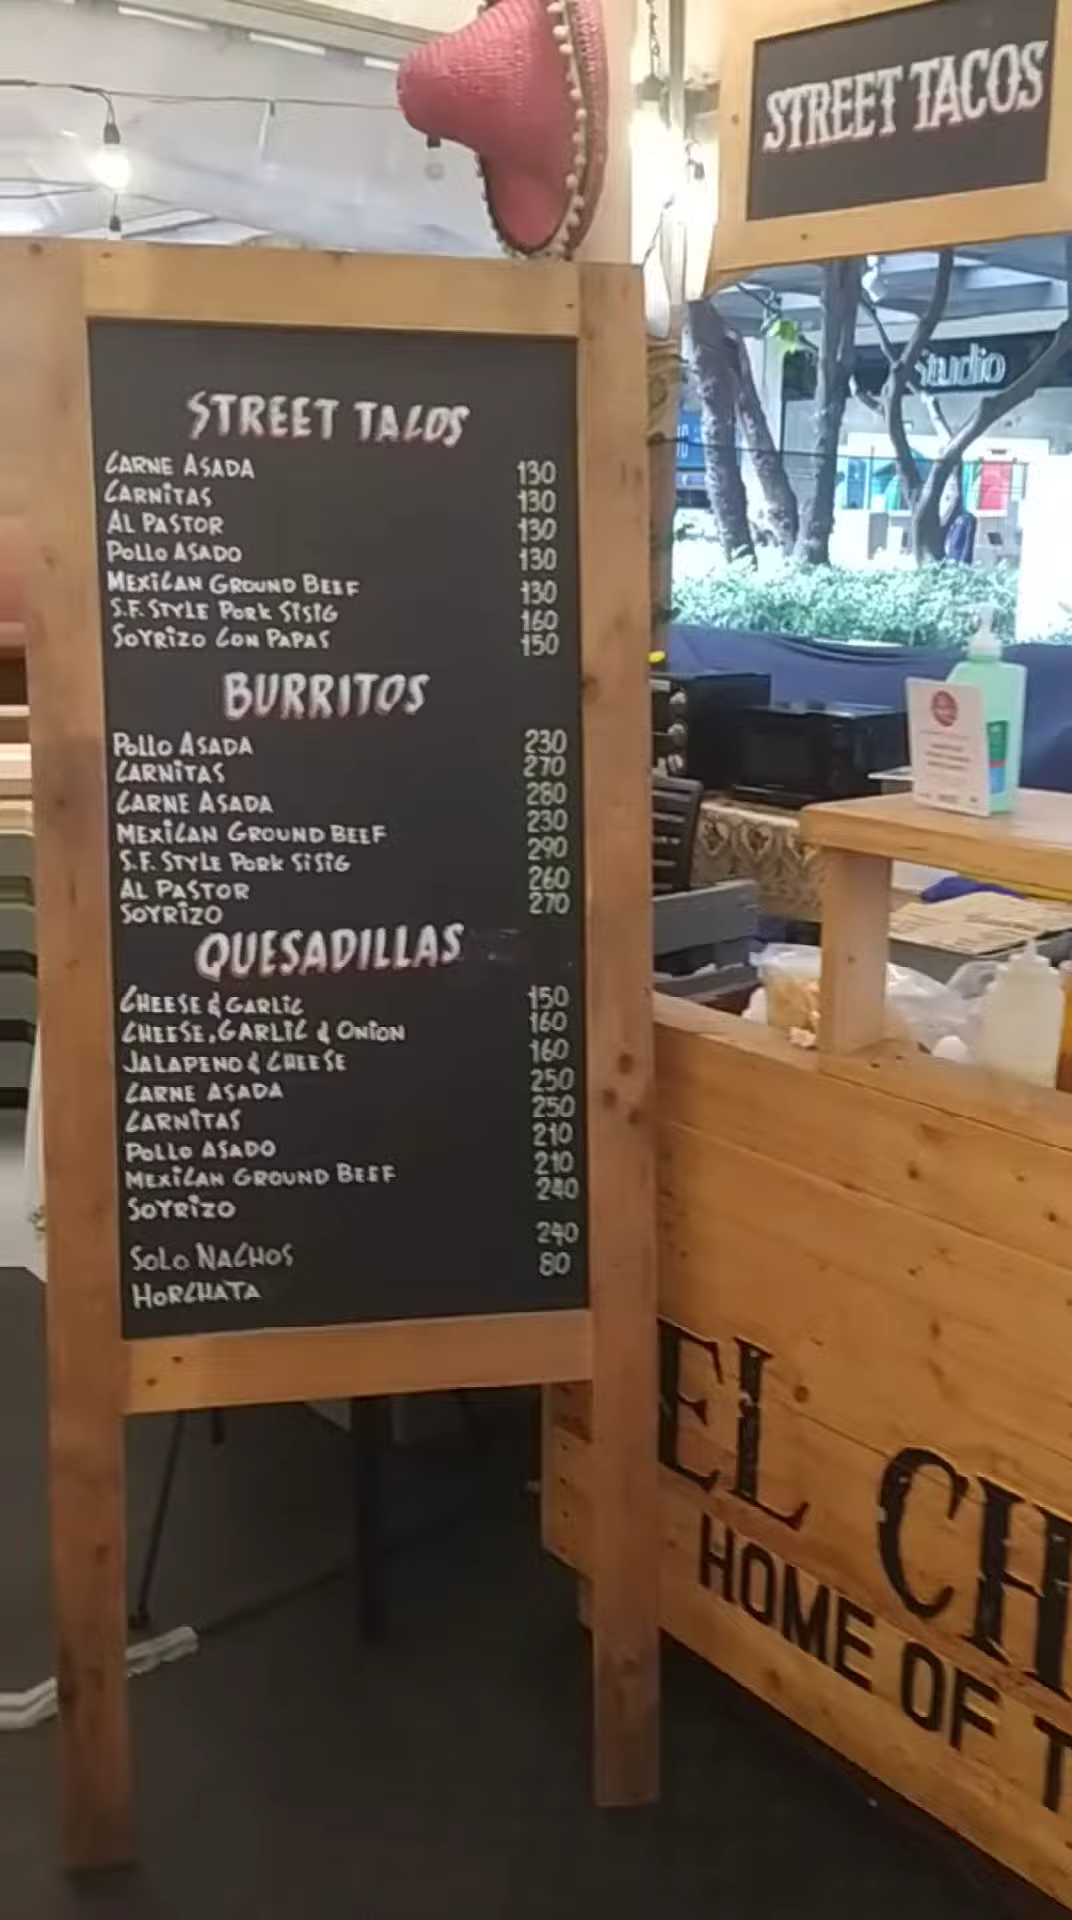 STREET TACOS
Studio
STREET TACOS
CARNE ASADA 130
CARNITAS 130
AL PASTOR 130
POLLO ASADO 130
MEXICAN GROUND BEEF 130
S.F. STYLE PORK SISIG 160
SOYRIZO CON PAPAS 150
BURRITOS
POLLO ASADA 230
CARNITAS 270
CARNE ASADA 280
MEXICAN GROUND BEEF 230
S.F. STYLE PORK SISIG 290
AL PASTOR 260
SOYRIZO 270
QUESADILLAS
CHEESE & GARLIC 150
CHEESE, GARLIC & ONION 160
JALAPENO & CHEESE 160
CARNE ASADA 250
CARNITAS 250
POLLO ASADO 210
MEXICAN GROUND BEEF 210
SOYRIZO 240
SOLO NACHOS 240
HORCHATA 80
EL CH
HOME OF T